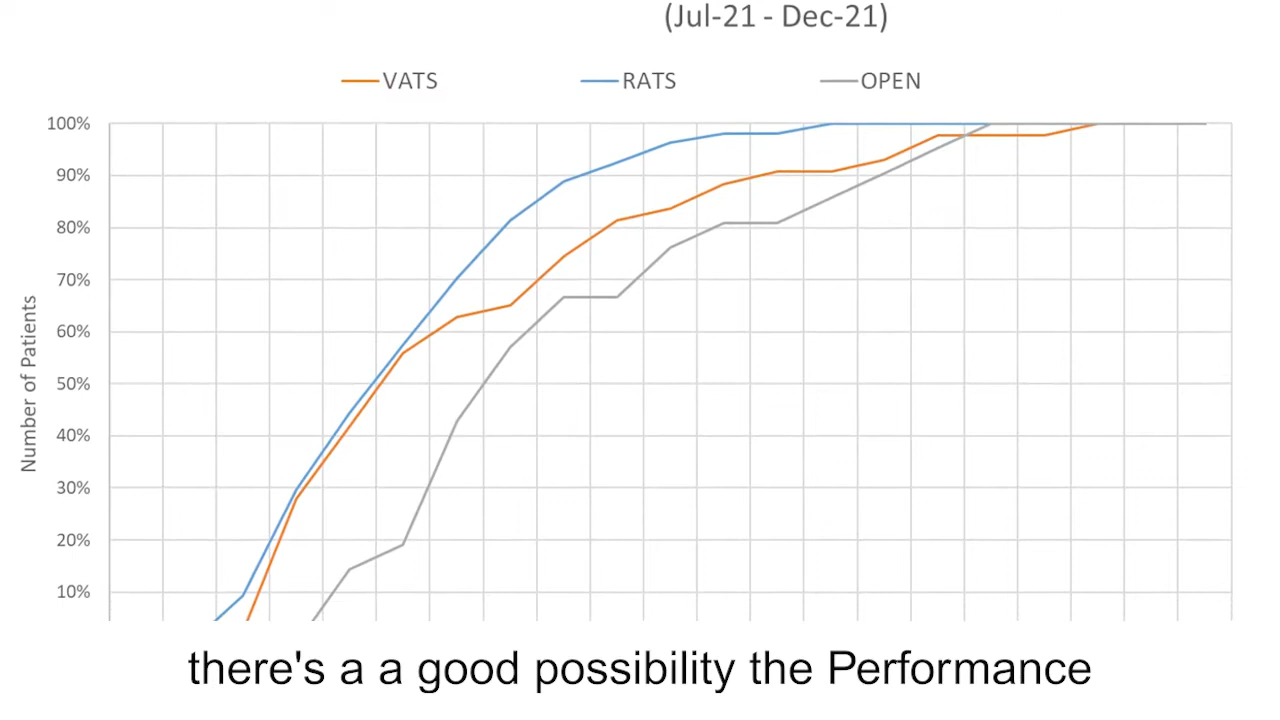 (Jul-21 - Dec-21)
VATS RATS OPEN
100%
90%
80%
70%
60%
50%
40%
30%
20%
10%
Number of Patients
there's a a good possibility the Performance